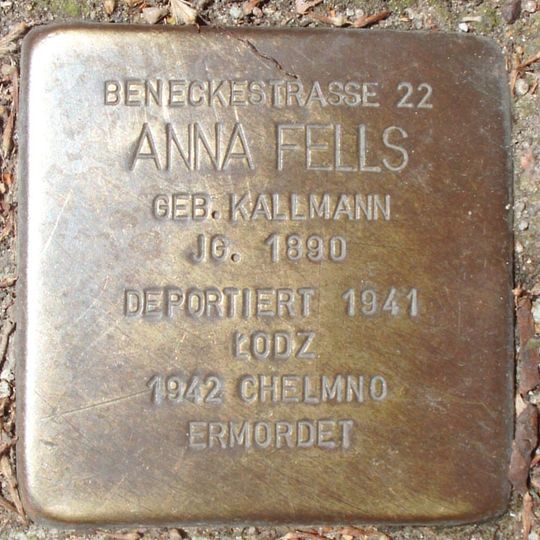 BENECKESTRASSE 22
ANNA FELLS
GEB. KALLMANN
JG. 1890
DEPORTIERT 1941
ŁODZ
1942 CHELMNO
ERMORDET